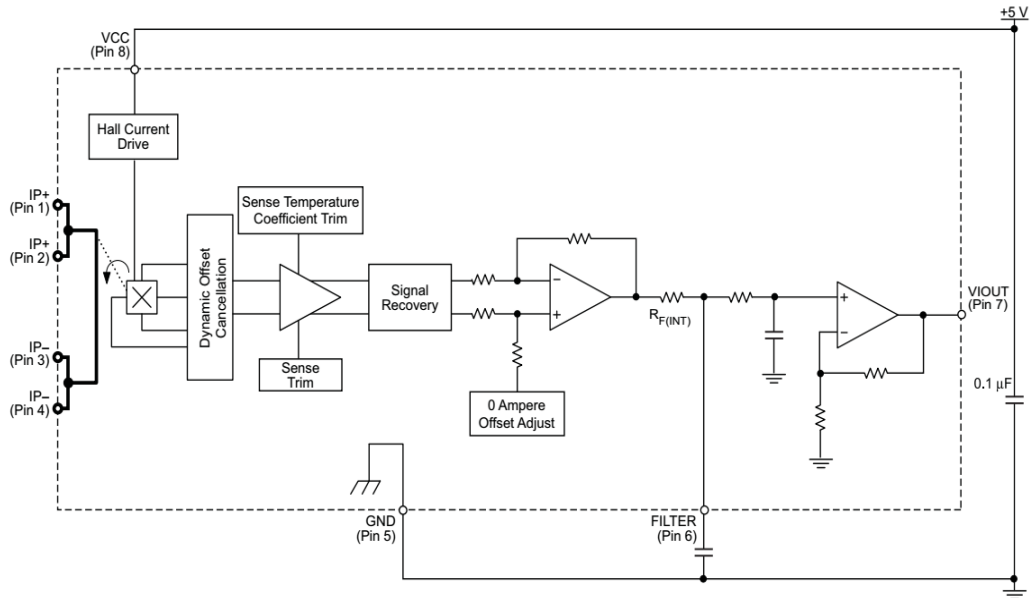 +5 V
VCC
(Pin 8)
Hall Current
Drive
IP+
(Pin 1)
IP+
(Pin 2)
IP−
(Pin 3)
IP−
(Pin 4)
Dynamic Offset
Cancellation
Sense Temperature
Coefficient Trim
Sense
Trim
Signal
Recovery
−
+
0 Ampere
Offset Adjust
RF(INT)
+
−
VIOUT
(Pin 7)
0.1 μF
GND
(Pin 5)
FILTER
(Pin 6)